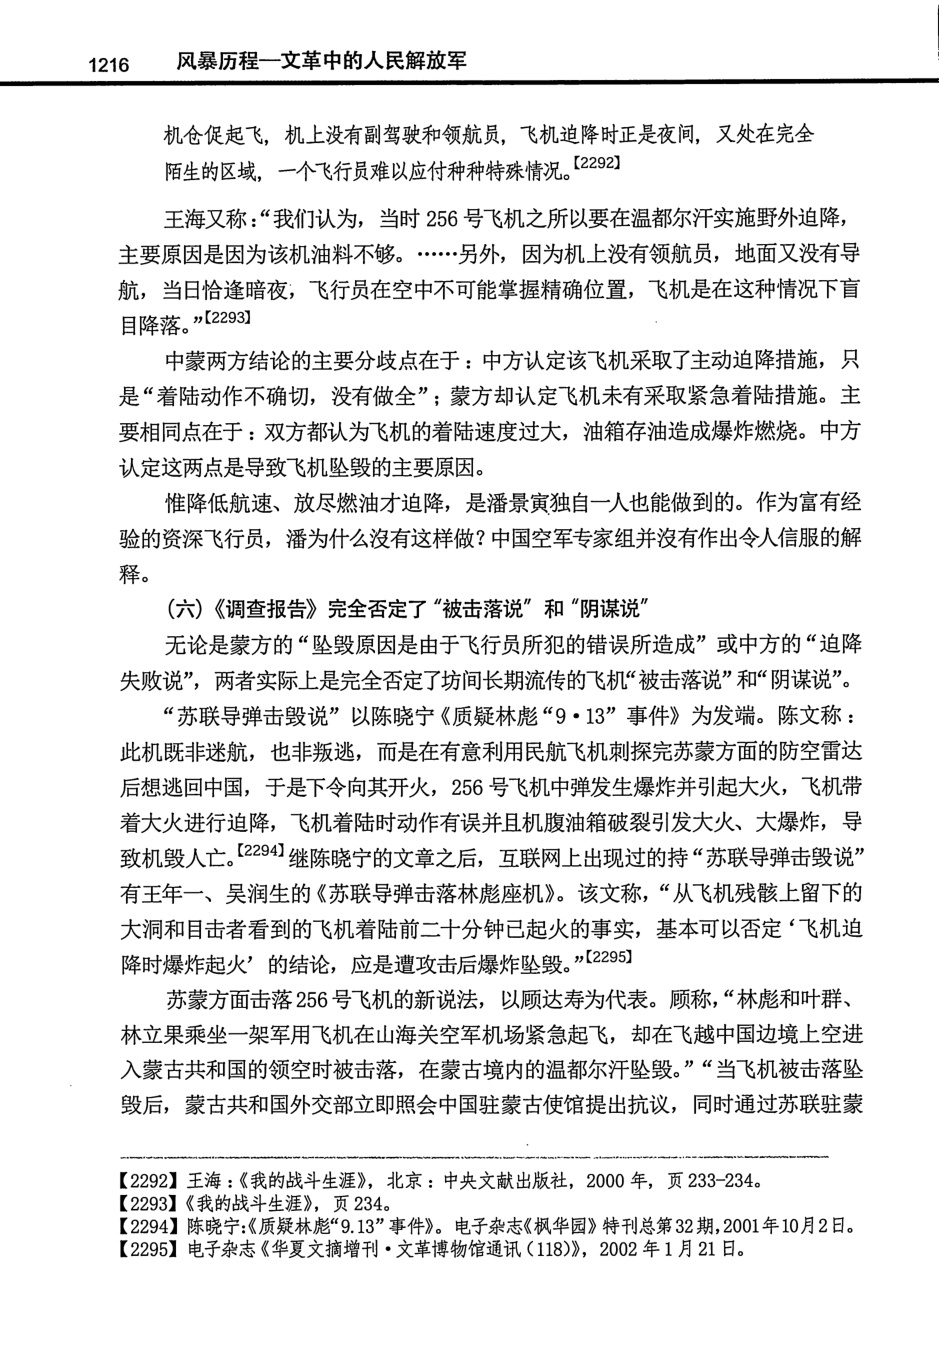 1216 风暴历程—文革中的人民解放军
机仓促起飞，机上没有副驾驶和领航员，飞机迫降时正是夜间，又处在完全
陌生的区域，一个飞行员难以应付种种特殊情况。【2292】
王海又称：“我们认为，当时 256 号飞机之所以要在温都尔汗实施野外迫降，
主要原因是因为该机油料不够。……另外，因为机上没有领航员，地面又没有导
航，当日恰逢暗夜，飞行员在空中不可能掌握精确位置，飞机是在这种情况下盲
目降落。”【2293】
中蒙两方结论的主要分歧点在于：中方认定该飞机采取了主动迫降措施，只
是“着陆动作不确切，没有做全”；蒙方却认定飞机未有采取紧急着陆措施。主
要相同点在于：双方都认为飞机的着陆速度过大，油箱存油造成爆炸燃烧。中方
认定这两点是导致飞机坠毁的主要原因。
惟降低航速、放尽燃油才迫降，是潘景寅独自一人也能做到的。作为富有经
验的资深飞行员，潘为什么没有这样做？中国空军专家组并没有作出令人信服的解
释。
(六)《调查报告》完全否定了“被击落说”和“阴谋说”
无论是蒙方的“坠毁原因是由于飞行员所犯的错误所造成”或中方的“迫降
失败说”，两者实际上是完全否定了坊间长期流传的飞机“被击落说”和“阴谋说”。
“苏联导弹击毁说”以陈晓宁《质疑林彪“9·13”事件》为发端。陈文称：
此机既非迷航，也非叛逃，而是在有意利用民航飞机刺探完苏蒙方面的防空雷达
后想逃回中国，于是下令向其开火，256 号飞机中弹发生爆炸并引起大火，飞机带
着大火进行迫降，飞机着陆时动作有误并且机腹油箱破裂引发大火、大爆炸，导
致机毁人亡。【2294】继陈晓宁的文章之后，互联网上出现过的持“苏联导弹击毁说”
有王年一、吴润生的《苏联导弹击落林彪座机》。该文称，“从飞机残骸上留下的
大洞和目击者看到的飞机着陆前二十分钟已起火的事实，基本可以否定‘飞机迫
降时爆炸起火’的结论，应是遭攻击后爆炸坠毁。”【2295】
苏蒙方面击落256号飞机的新说法，以顾达寿为代表。顾称，“林彪和叶群、
林立果乘坐一架军用飞机在山海关空军机场紧急起飞，却在飞越中国边境上空进
入蒙古共和国的领空时被击落，在蒙古境内的温都尔汗坠毁。”“当飞机被击落坠
毁后，蒙古共和国外交部立即照会中国驻蒙古使馆提出抗议，同时通过苏联驻蒙
【2292】王海：《我的战斗生涯》，北京：中央文献出版社，2000 年，页 233-234。
【2293】《我的战斗生涯》，页 234。
【2294】陈晓宁:《质疑林彪“9.13”事件》。电子杂志《枫华园》特刊总第32期,2001年10月2日。
【2295】电子杂志《华夏文摘增刊·文革博物馆通讯（118）》，2002 年 1 月 21 日。